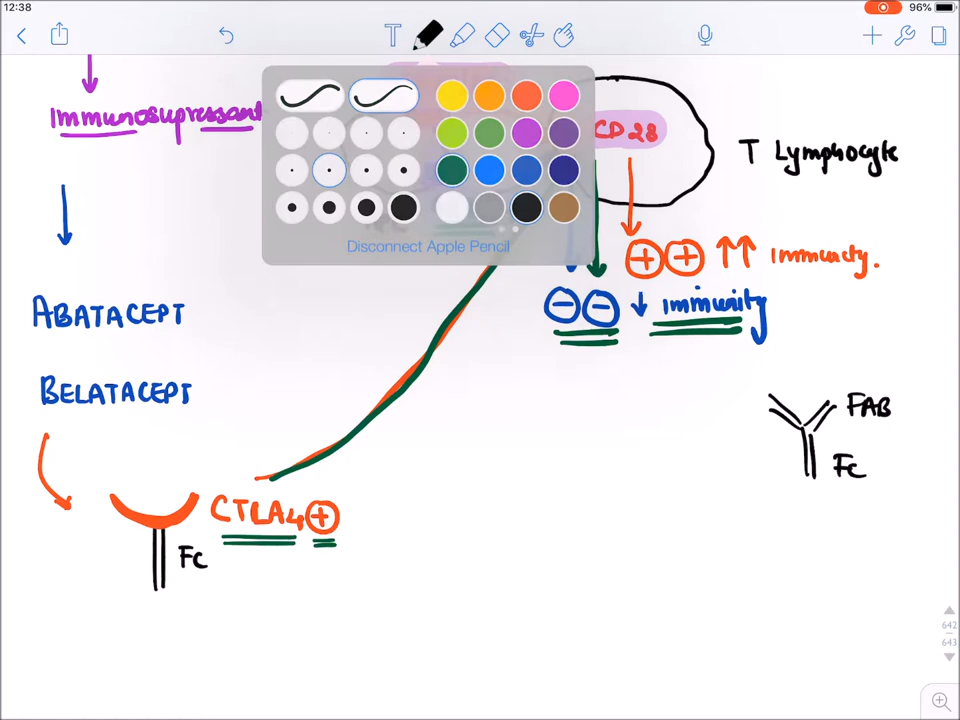 12:38
96%
T
Immunosupressant
CD28
T Lymphocyte
Disconnect Apple Pencil
+ + ↑↑ Immunity.
ABATACEPT
− − ↓ immunity
BELATACEPT
FAB
Fc
CTLA4 +
Fc
642
643